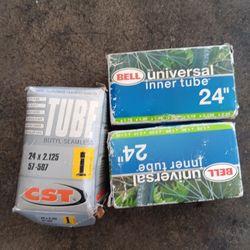 TUBE
BUTYL SEAMLESS
24 x 2.125
57-507
CST
1
BELL
universal
inner tube
24"
BELL
universal
inner tube
24"